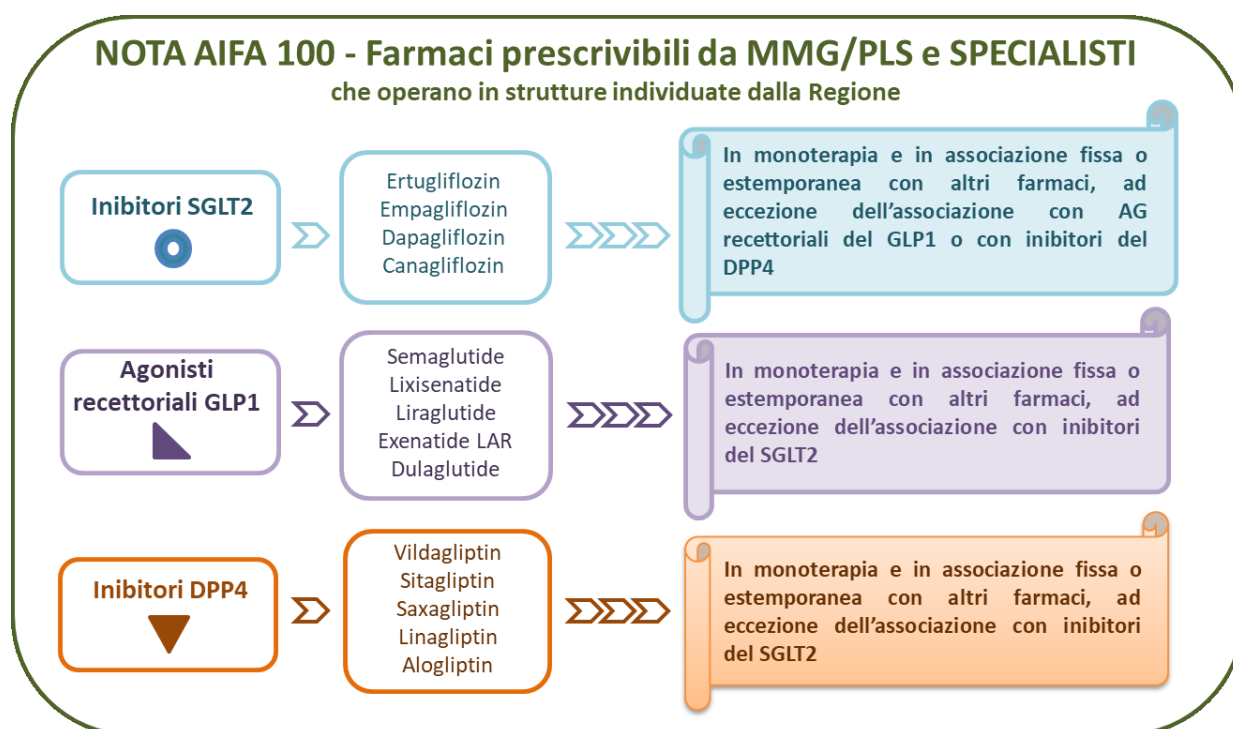 NOTA AIFA 100 - Farmaci prescrivibili da MMG/PLS e SPECIALISTI
che operano in strutture individuate dalla Regione
Inibitori SGLT2
Ertugliflozin
Empagliflozin
Dapagliflozin
Canagliflozin
In monoterapia e in associazione fissa o
estemporanea con altri farmaci, ad
eccezione dell'associazione con AG
recettoriali del GLP1 o con inibitori del
DPP4
Agonisti
recettoriali GLP1
Semaglutide
Lixisenatide
Liraglutide
Exenatide LAR
Dulaglutide
In monoterapia e in associazione fissa o
estemporanea con altri farmaci, ad
eccezione dell'associazione con inibitori
del SGLT2
Inibitori DPP4
Vildagliptin
Sitagliptin
Saxagliptin
Linagliptin
Alogliptin
In monoterapia e in associazione fissa o
estemporanea con altri farmaci, ad
eccezione dell'associazione con inibitori
del SGLT2